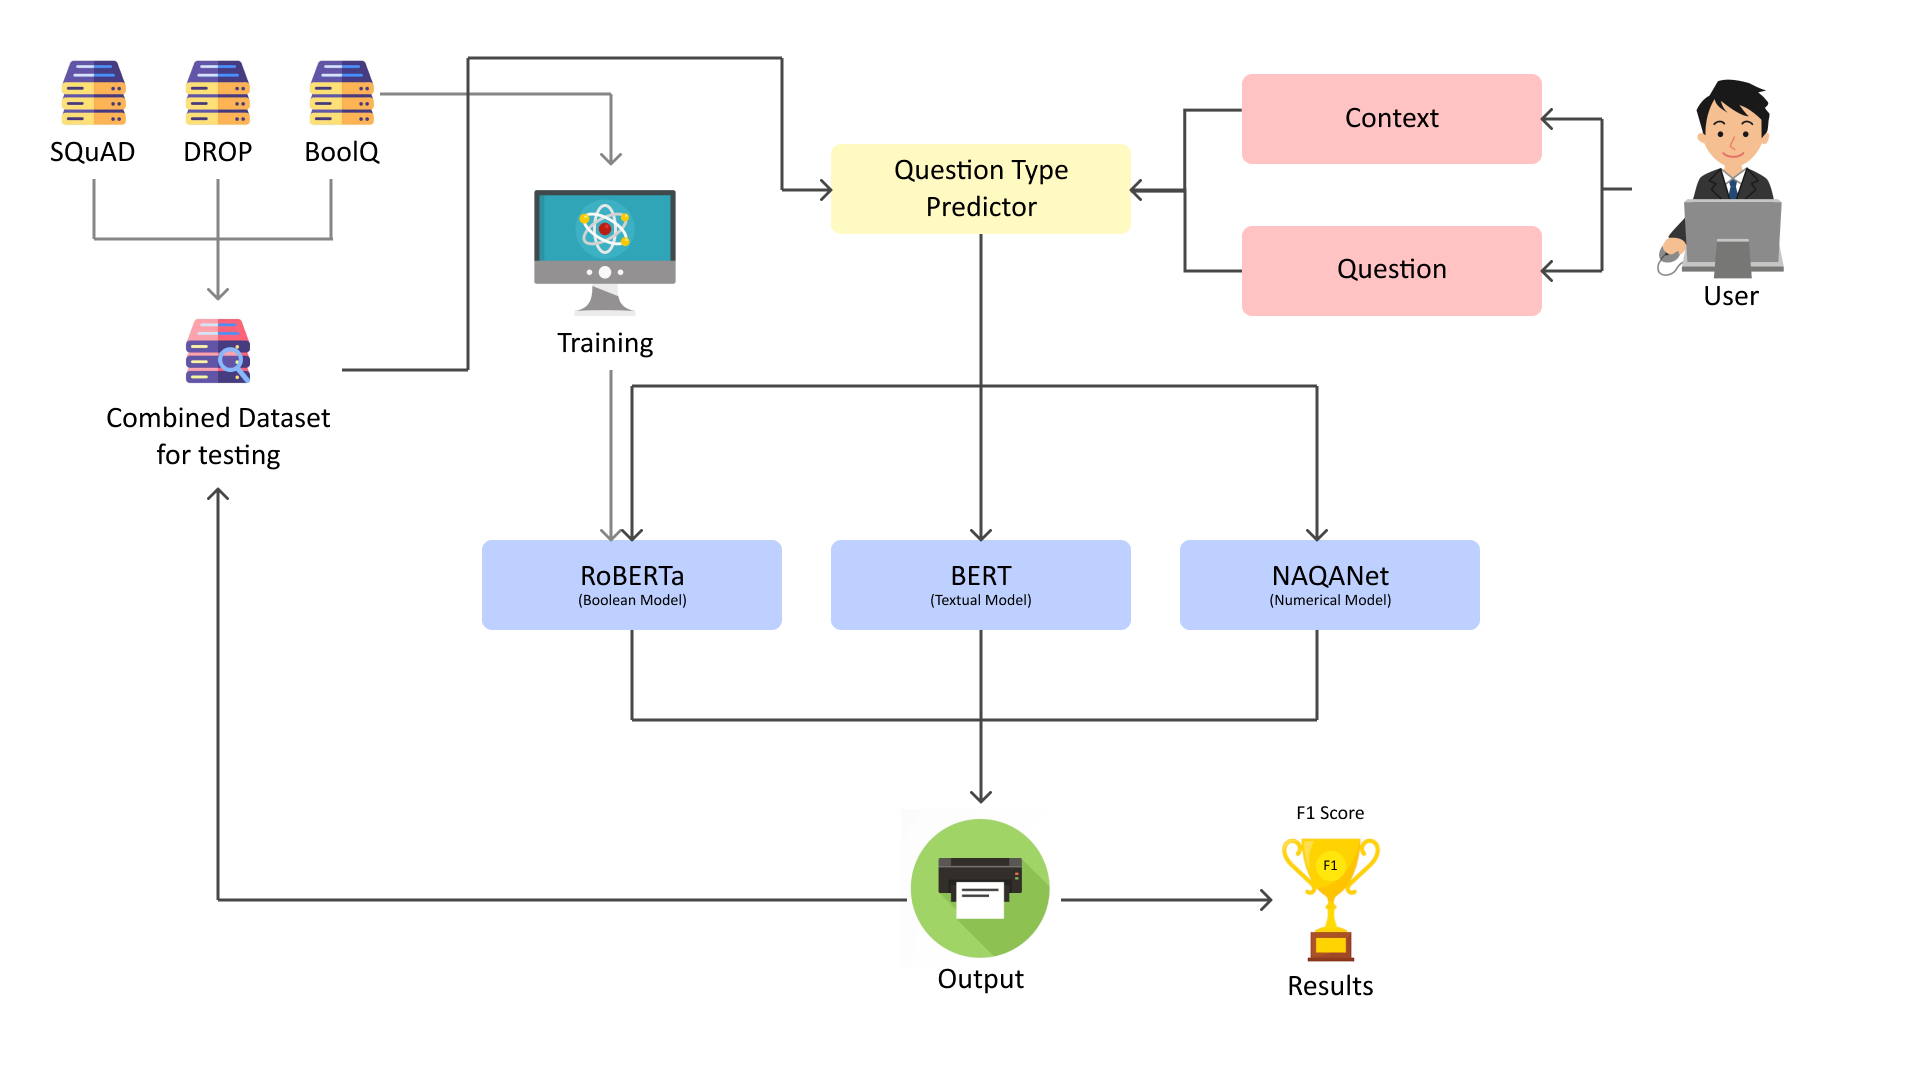 SQuAD
DROP
BoolQ
Combined Dataset
for testing
Training
Question Type
Predictor
Context
Question
User
RoBERTa
(Boolean Model)
BERT
(Textual Model)
NAQANet
(Numerical Model)
Output
F1 Score
F1
Results